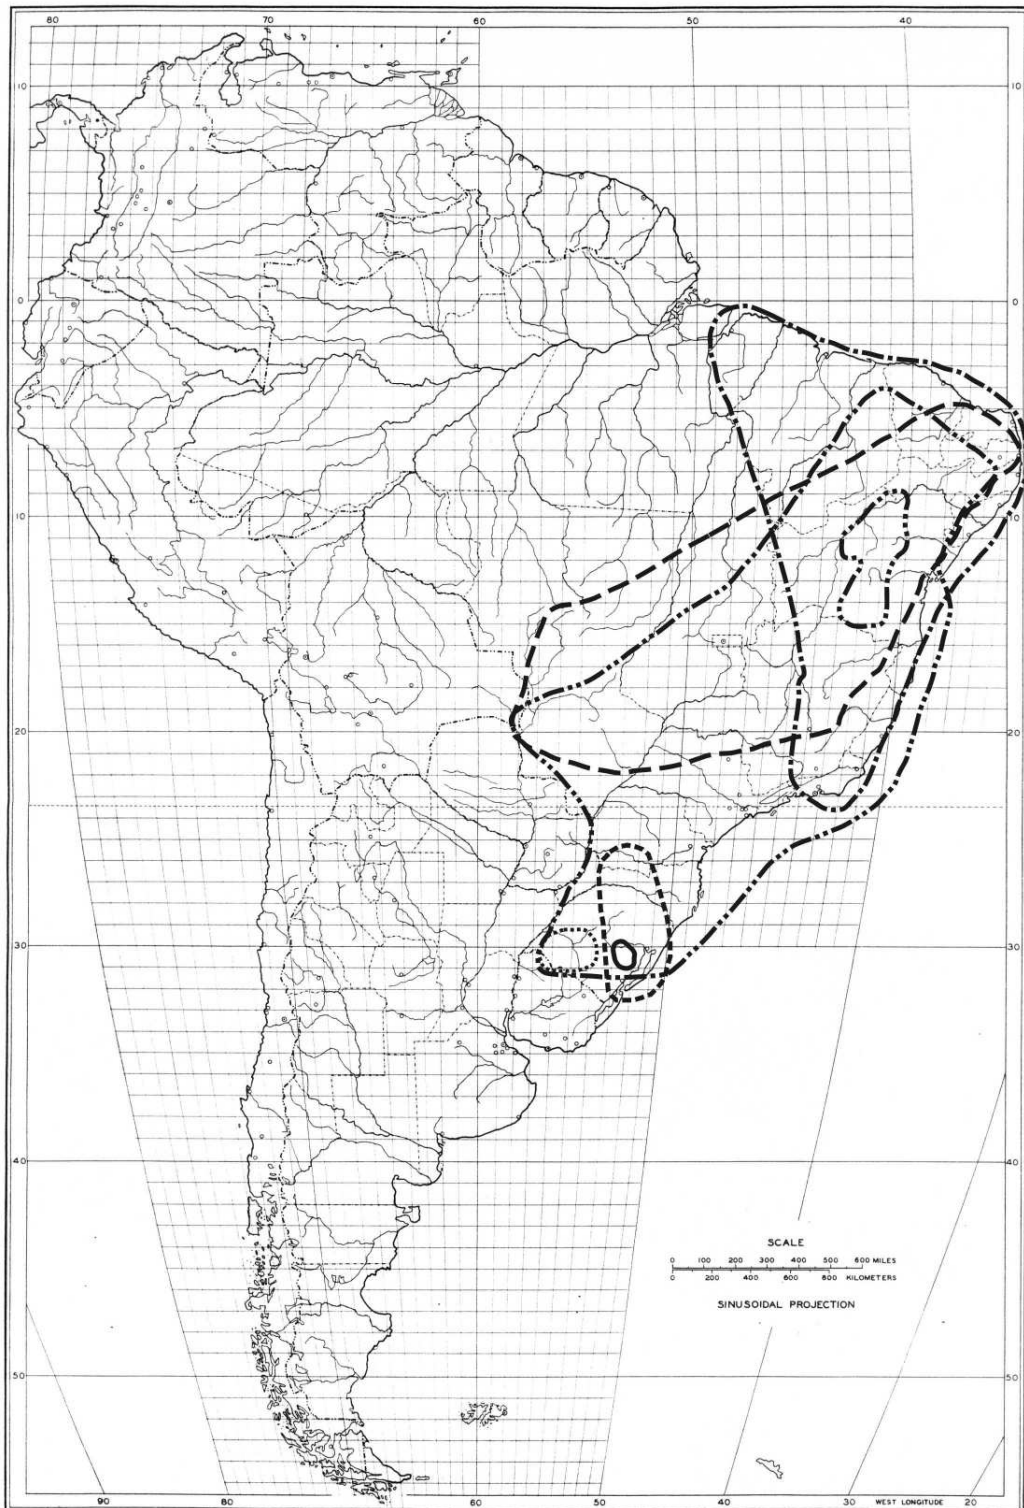 80 70 60 50 40
10 10
0 0
10 10
20 20
30 30
40 40
SCALE
0 100 200 300 400 500 600 MILES
0 200 400 600 800 KILOMETERS
SINUSOIDAL PROJECTION
50 50
90 80 60 50 40 30 WEST LONGITUDE 20